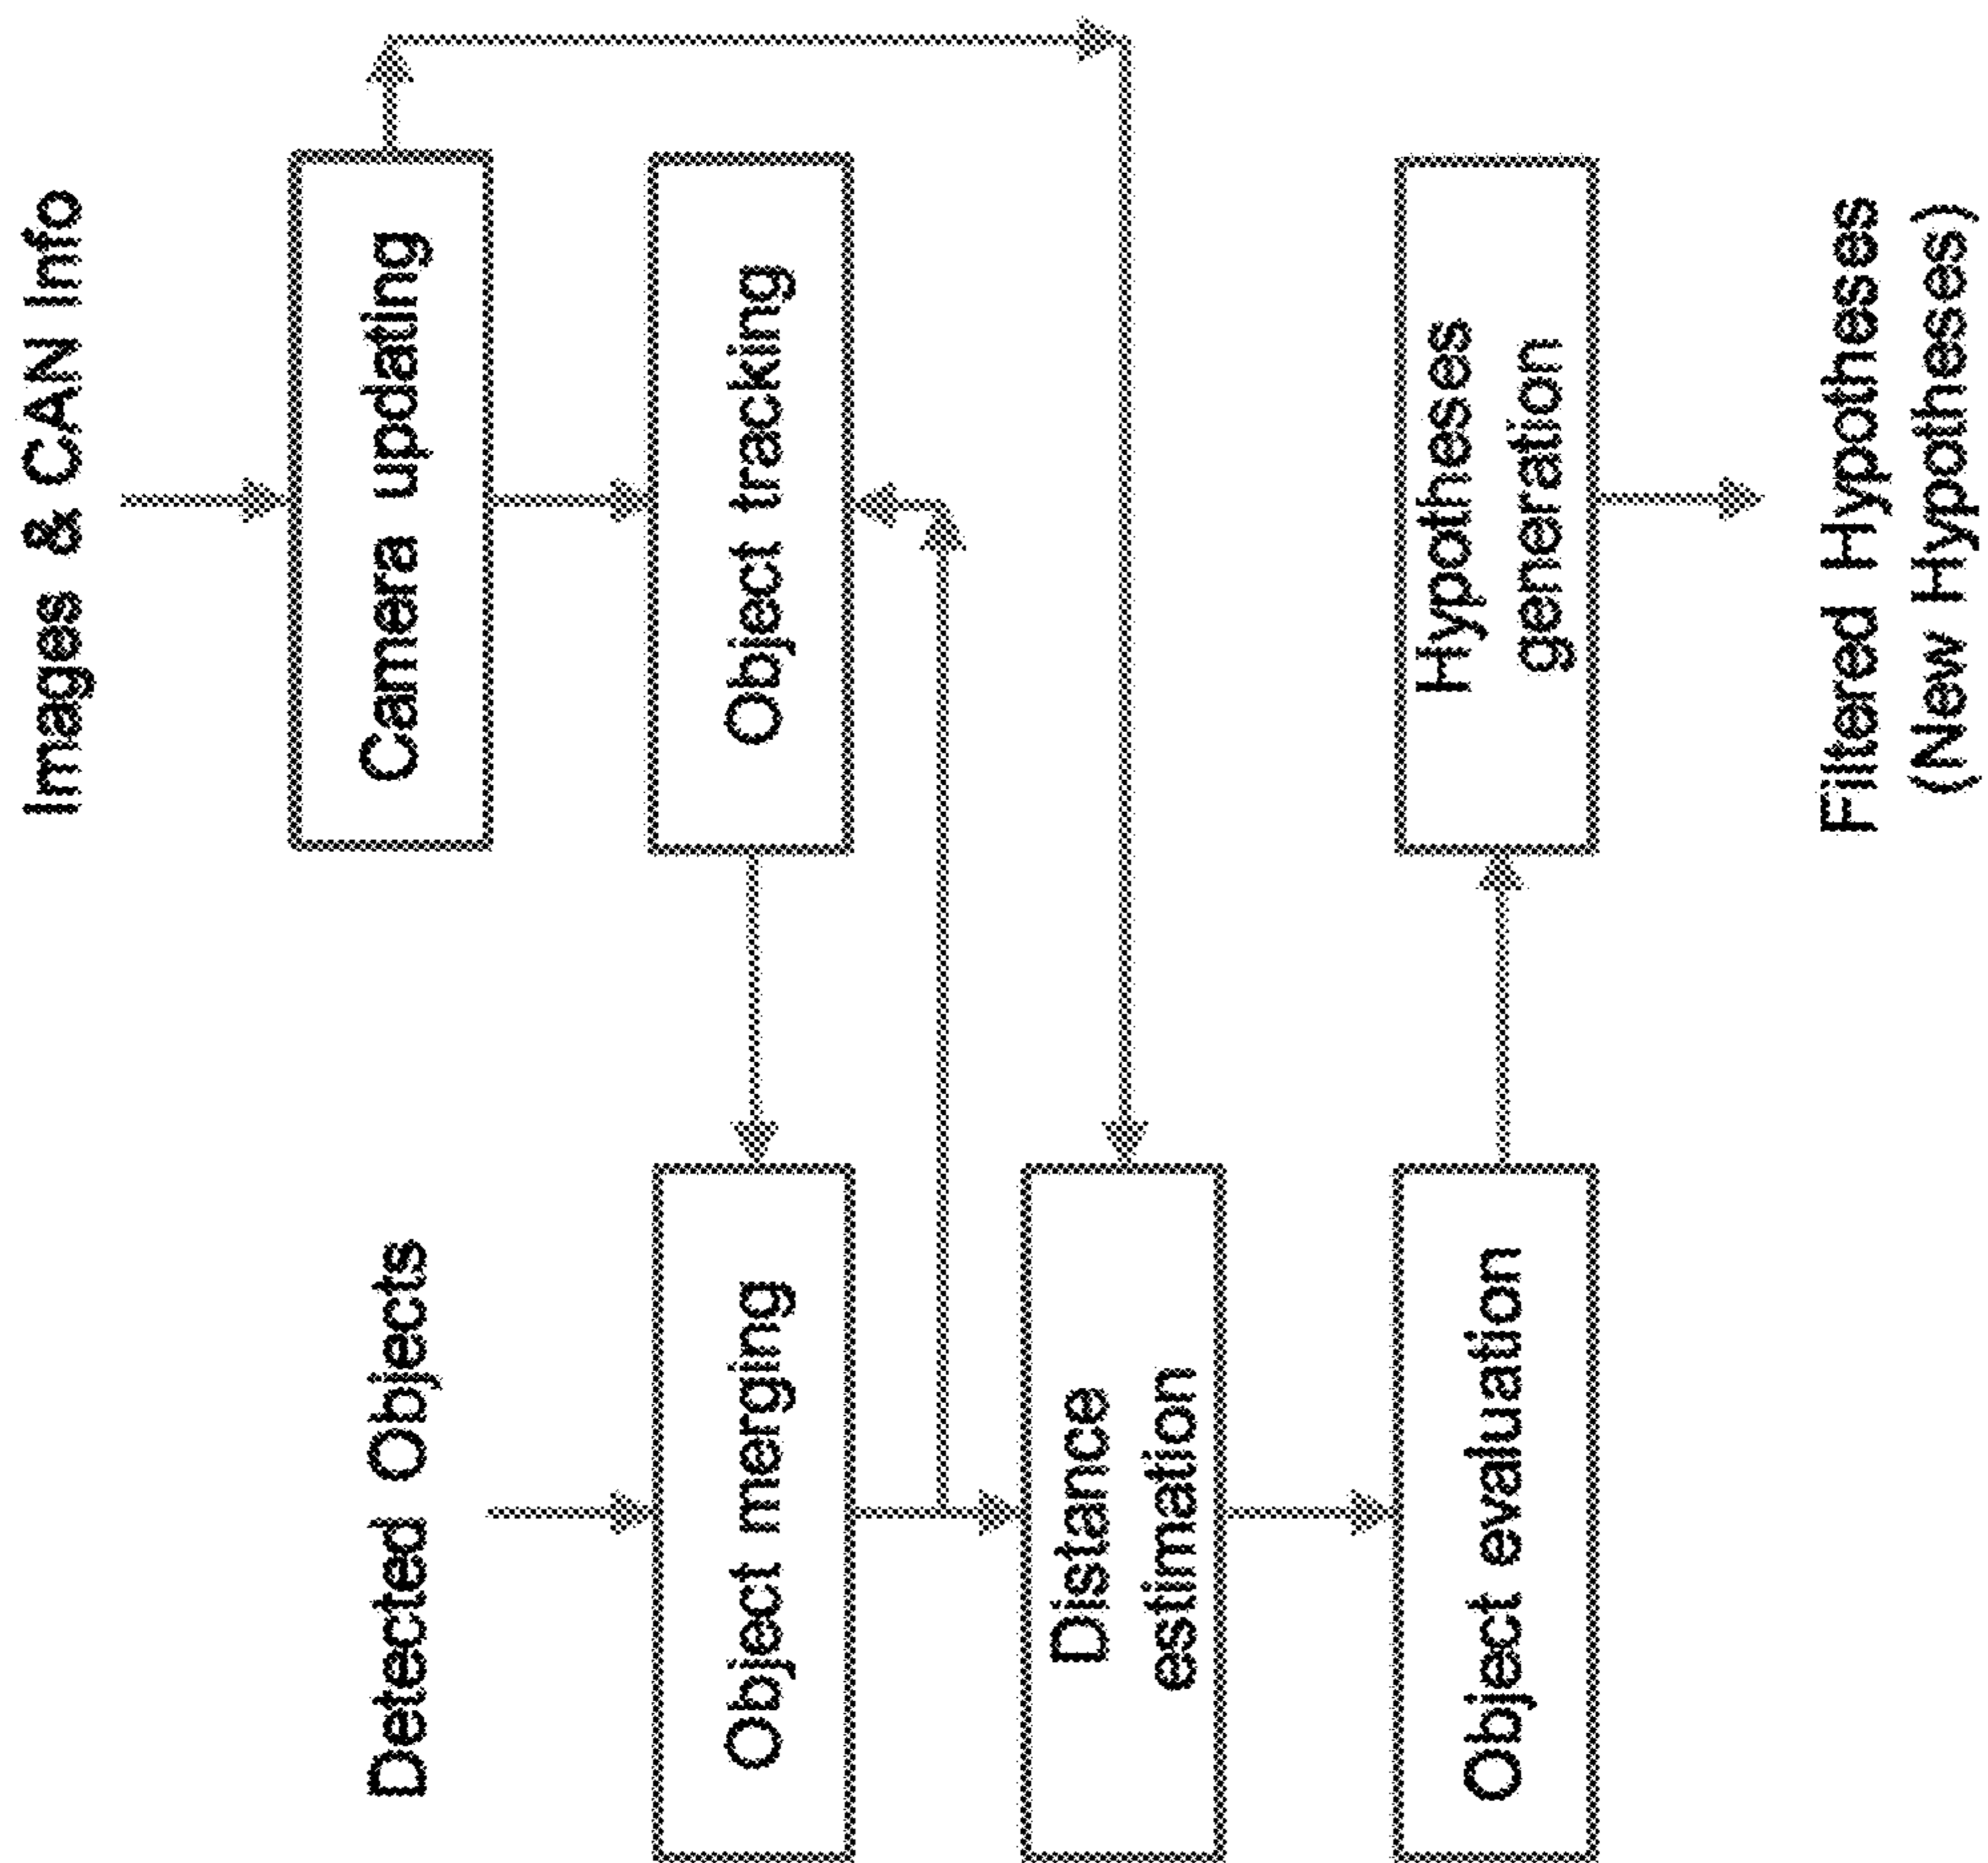 Images & CAN Info
Camera updating
Detected Objects
Object tracking
Object merging
Distance
estimation
Hypotheses
generation
Object evaluation
Filtered Hypotheses
(New Hypotheses)